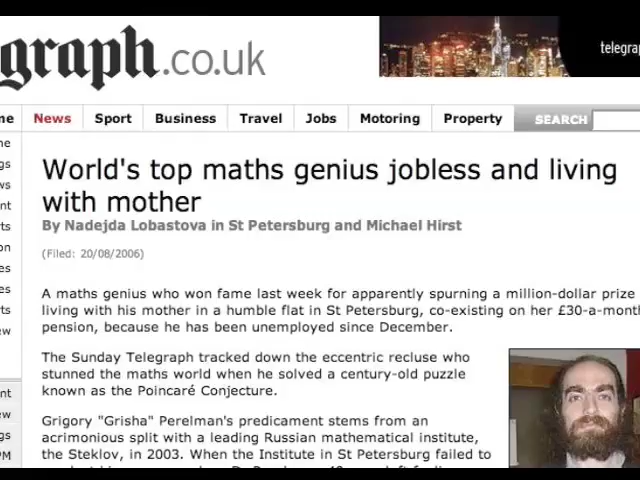 graph.co.uk
telegra
me News Sport Business Travel Jobs Motoring Property SEARCH
World's top maths genius jobless and living
with mother
By Nadejda Lobastova in St Petersburg and Michael Hirst
(Filed: 20/08/2006)
A maths genius who won fame last week for apparently spurning a million-dollar prize
living with his mother in a humble flat in St Petersburg, co-existing on her £30-a-month
pension, because he has been unemployed since December.
The Sunday Telegraph tracked down the eccentric recluse who
stunned the maths world when he solved a century-old puzzle
known as the Poincaré Conjecture.
Grigory "Grisha" Perelman's predicament stems from an
acrimonious split with a leading Russian mathematical institute,
the Steklov, in 2003. When the Institute in St Petersburg failed to